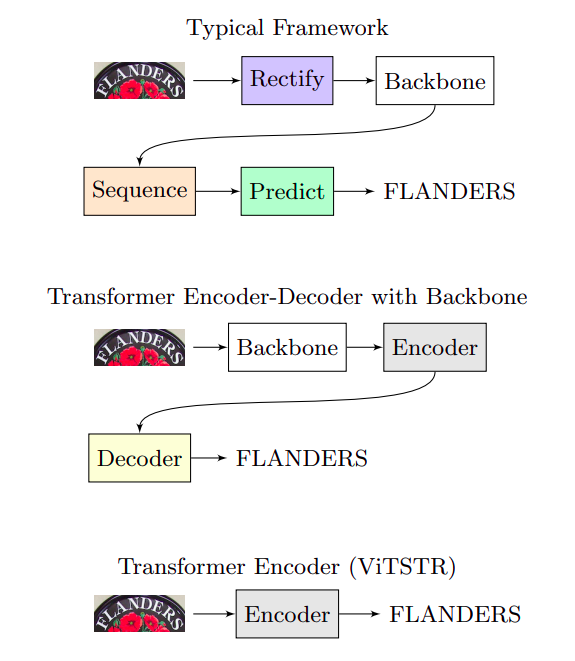 Typical Framework
FLANDERS Rectify Backbone
Sequence Predict FLANDERS
Transformer Encoder-Decoder with Backbone
FLANDERS Backbone Encoder
Decoder FLANDERS
Transformer Encoder (ViTSTR)
FLANDERS Encoder FLANDERS